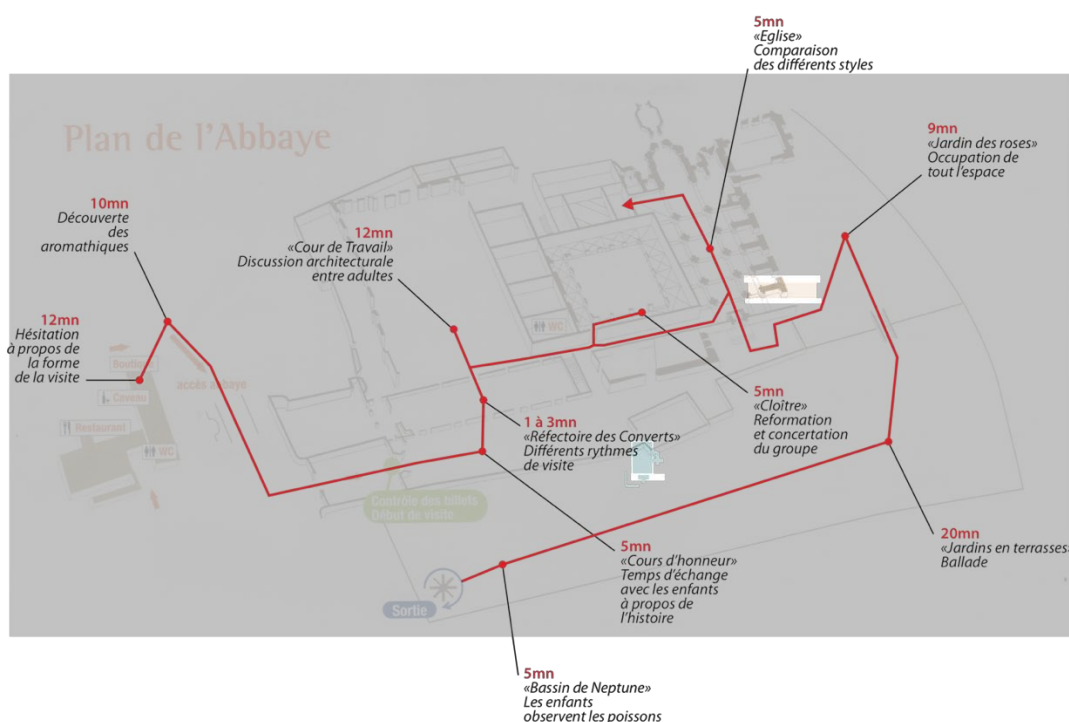 5mn
«Eglise»
Comparaison
des différents styles
Plan de l'Abbaye
9mn
«Jardin des roses»
Occupation de
tout l'espace
10mn
Découverte
des
aromathiques
12mn
«Cour de Travail»
Discussion architecturale
entre adultes
12mn
Hésitation
à propos de
la forme
de la visite
Boutique
accès abbaye
Caveau
Restaurant
WC
WC
1 à 3mn
«Réfectoire des Converts»
Différents rythmes
de visite
5mn
«Cloître»
Reformation
et concertation
du groupe
Contrôle des billets
Début de visite
5mn
«Cours d'honneur»
Temps d'échange
avec les enfants
à propos de
l'histoire
20mn
«Jardins en terrasses»
Ballade
Sortie
5mn
«Bassin de Neptune»
Les enfants
observent les poissons